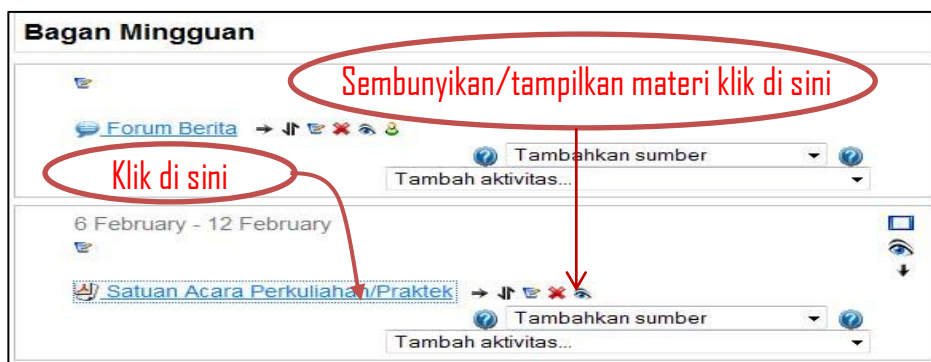 Bagan Mingguan
Sembunyikan/tampilkan materi klik di sini
Forum Berita
Tambahkan sumber
Klik di sini
Tambah aktivitas...
6 February - 12 February
Satuan Acara Perkuliahan/Praktek
Tambahkan sumber
Tambah aktivitas...